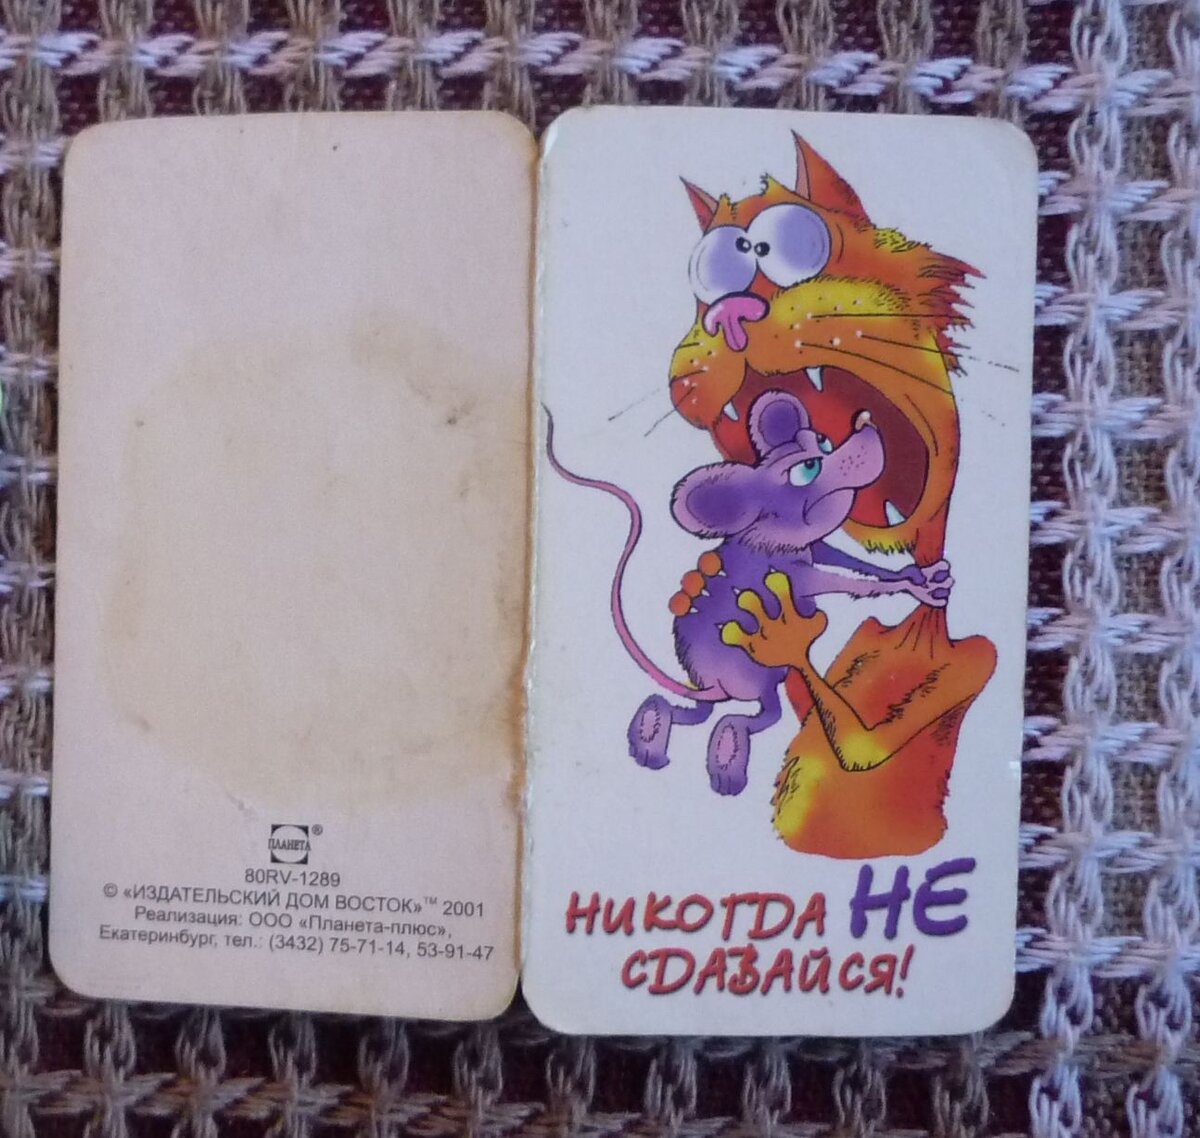 ПЛАНЕТА®
80RV-1289
© «ИЗДАТЕЛЬСКИЙ ДОМ ВОСТОК»™ 2001
Реализация: ООО «Планета-плюс»,
Екатеринбург, тел.: (3432) 75-71-14, 53-91-47
НИКОГДА НЕ
СДАВАЙСЯ!